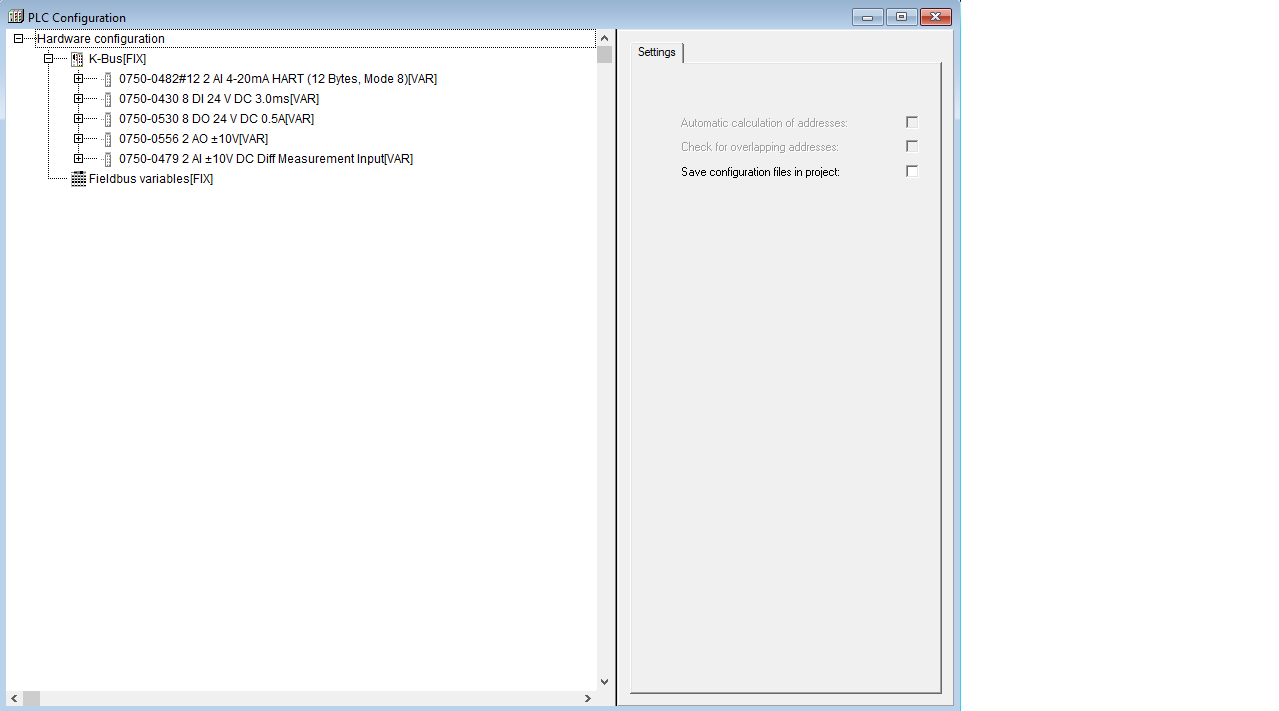 PLC Configuration
Hardware configuration
K-Bus[FIX]
0750-0482#12 2 AI 4-20mA HART (12 Bytes, Mode 8)[VAR]
0750-0430 8 DI 24 V DC 3.0ms[VAR]
0750-0530 8 DO 24 V DC 0.5A[VAR]
0750-0556 2 AO ±10V[VAR]
0750-0479 2 AI ±10V DC Diff Measurement Input[VAR]
Fieldbus variables[FIX]
Settings
Automatic calculation of addresses:
Check for overlapping addresses:
Save configuration files in project: